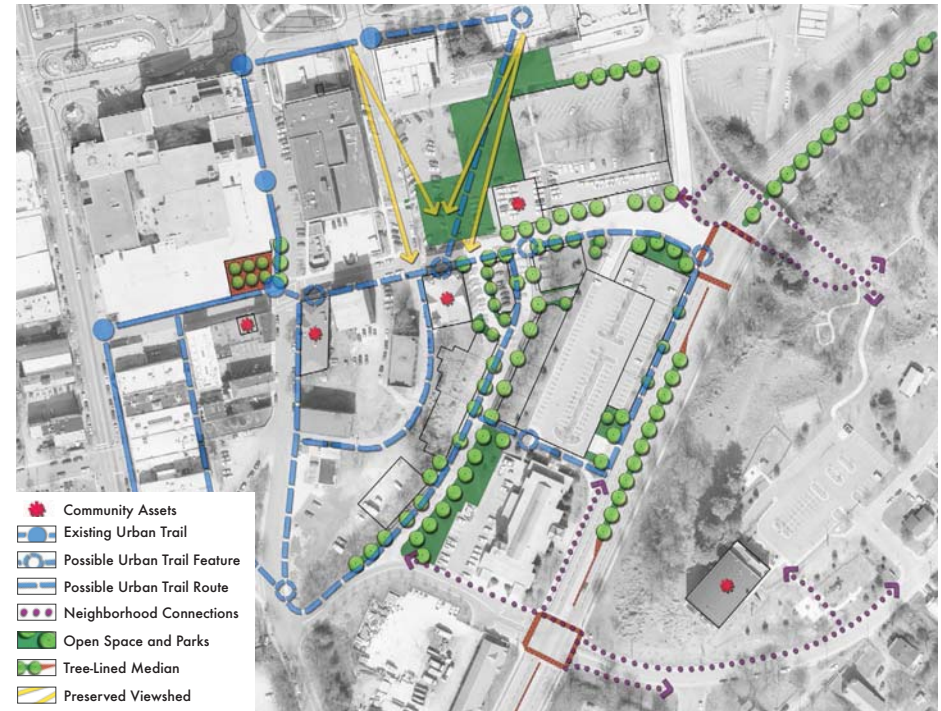 Community Assets
Existing Urban Trail
Possible Urban Trail Feature
Possible Urban Trail Route
Neighborhood Connections
Open Space and Parks
Tree-Lined Median
Preserved Viewshed